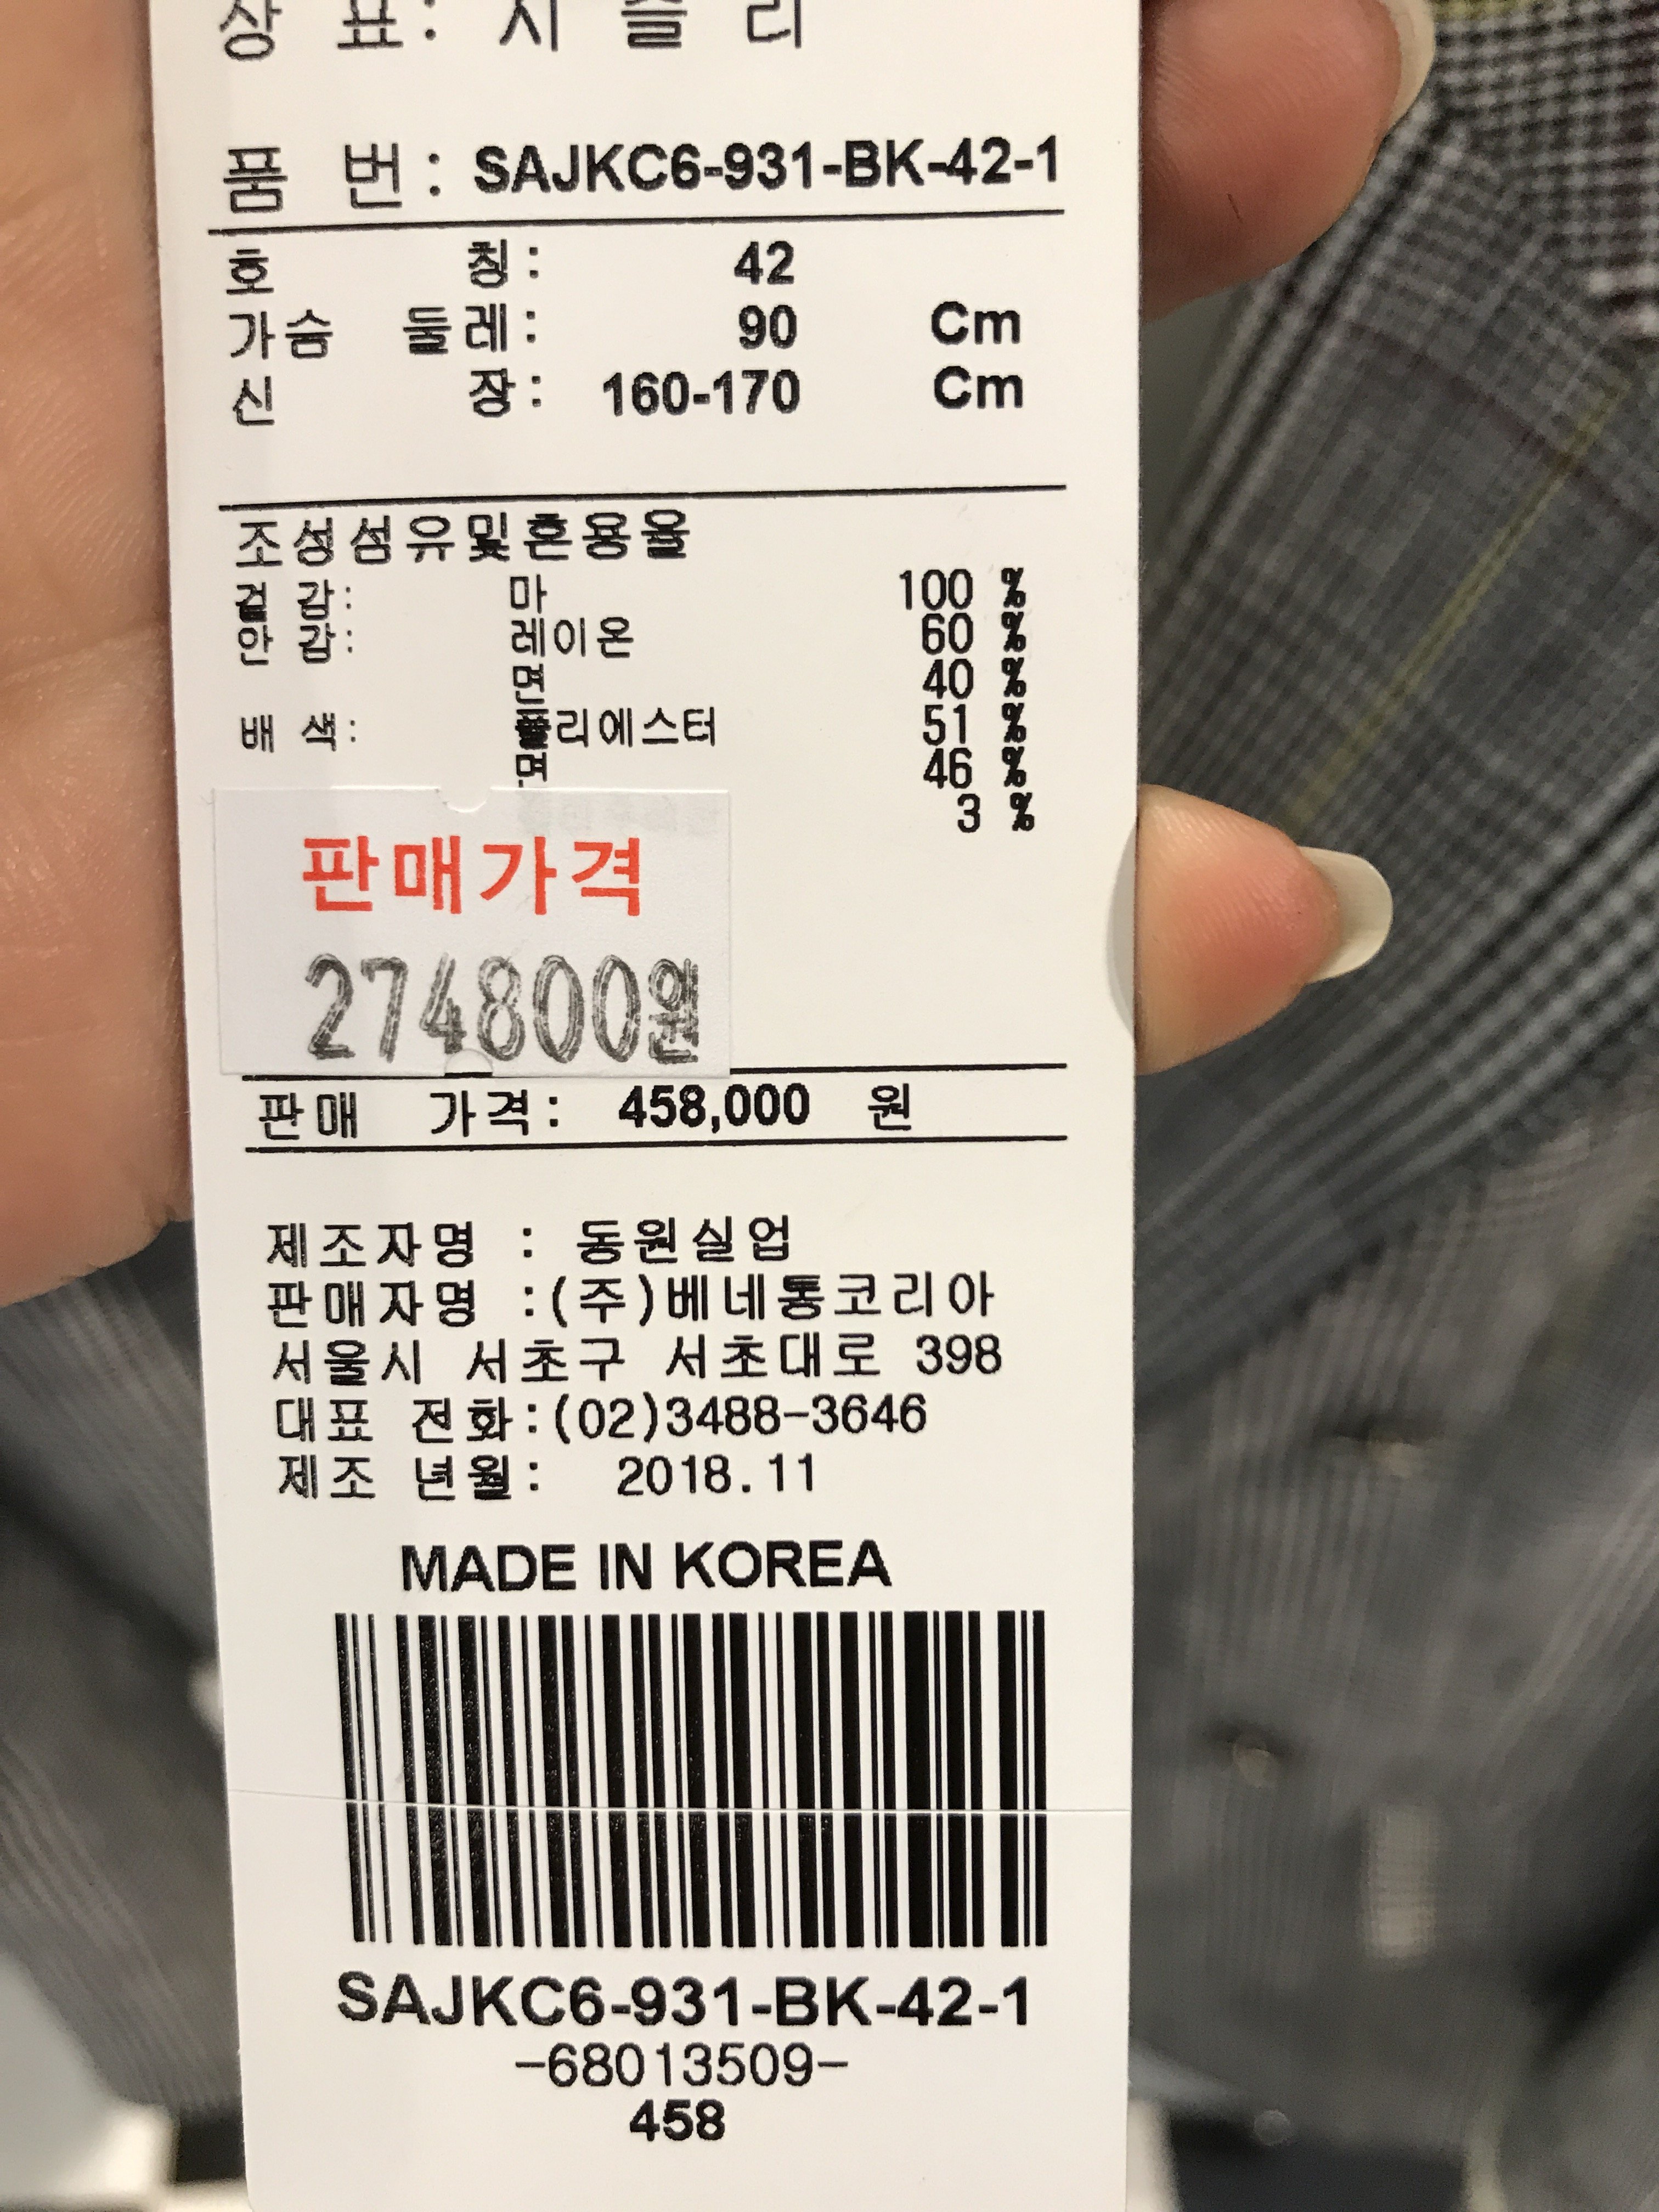 상 표: 시 슬 리
품 번: SAJKC6-931-BK-42-1
호 칭: 42
가슴 둘레: 90 Cm
신 장: 160-170 Cm
조성섬유및혼용율
겉 감: 마 100 %
안 감: 레이온 60 %
면 40 %
배 색: 폴리에스터 51 %
면 46 %
3 %
판매가격
274800원
판매 가격: 458,000 원
제조자명 : 동원실업
판매자명 :(주)베네통코리아
서울시 서초구 서초대로 398
대표 전화:(02)3488-3646
제조 년월: 2018.11
MADE IN KOREA
SAJKC6-931-BK-42-1
-68013509-
458